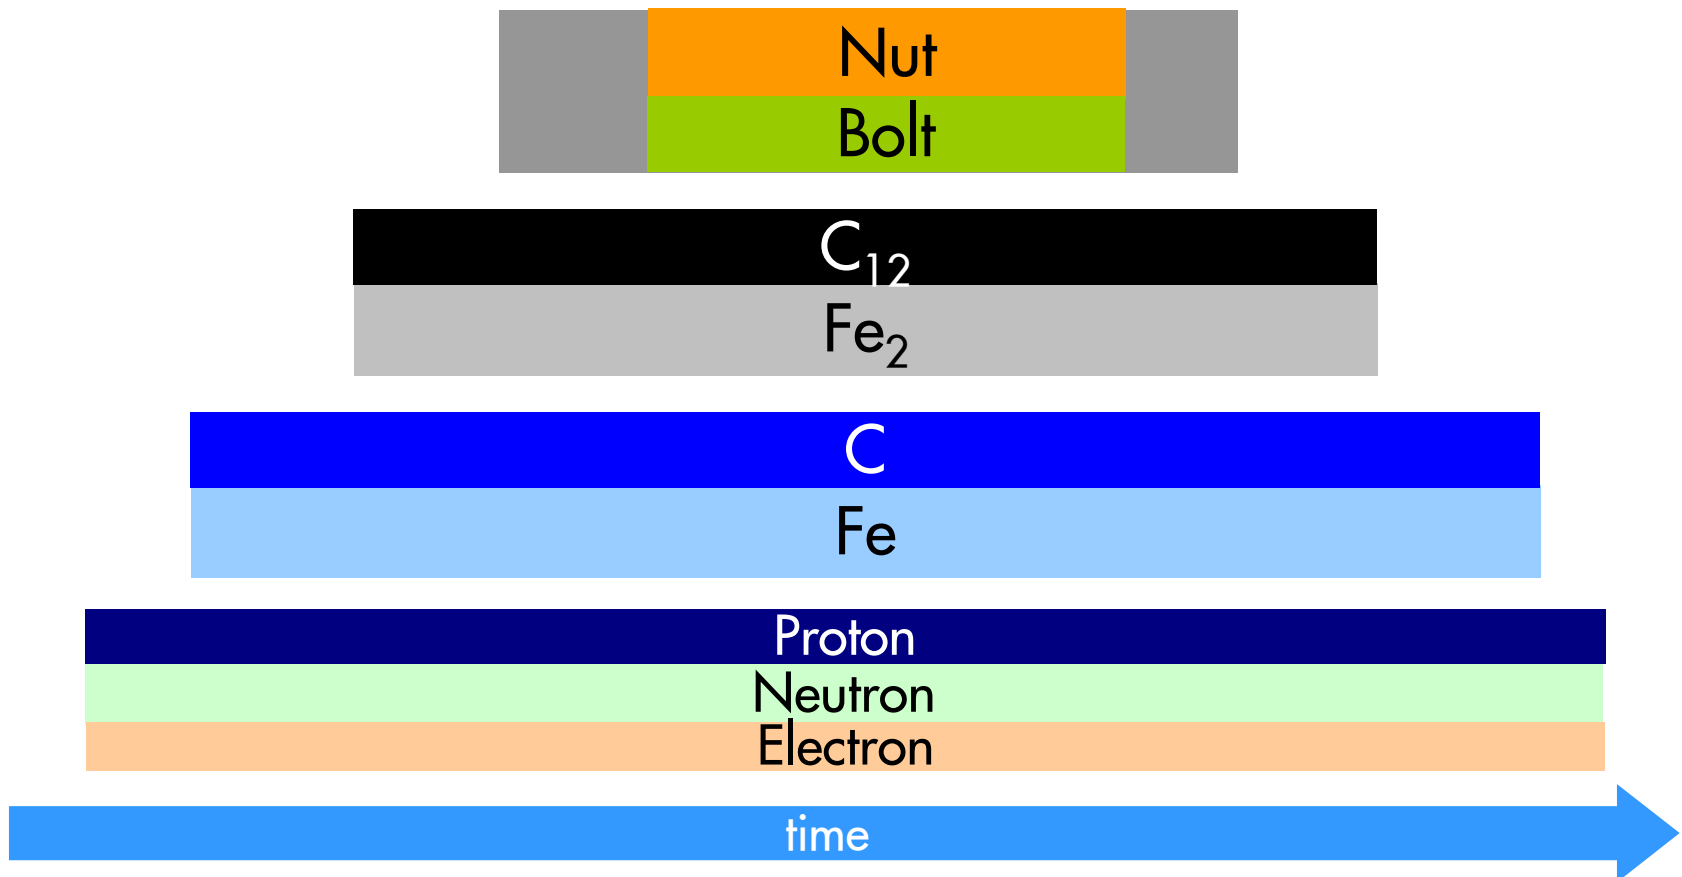 Nut
Bolt
C₁₂
Fe₂
C
Fe
Proton
Neutron
Electron
time